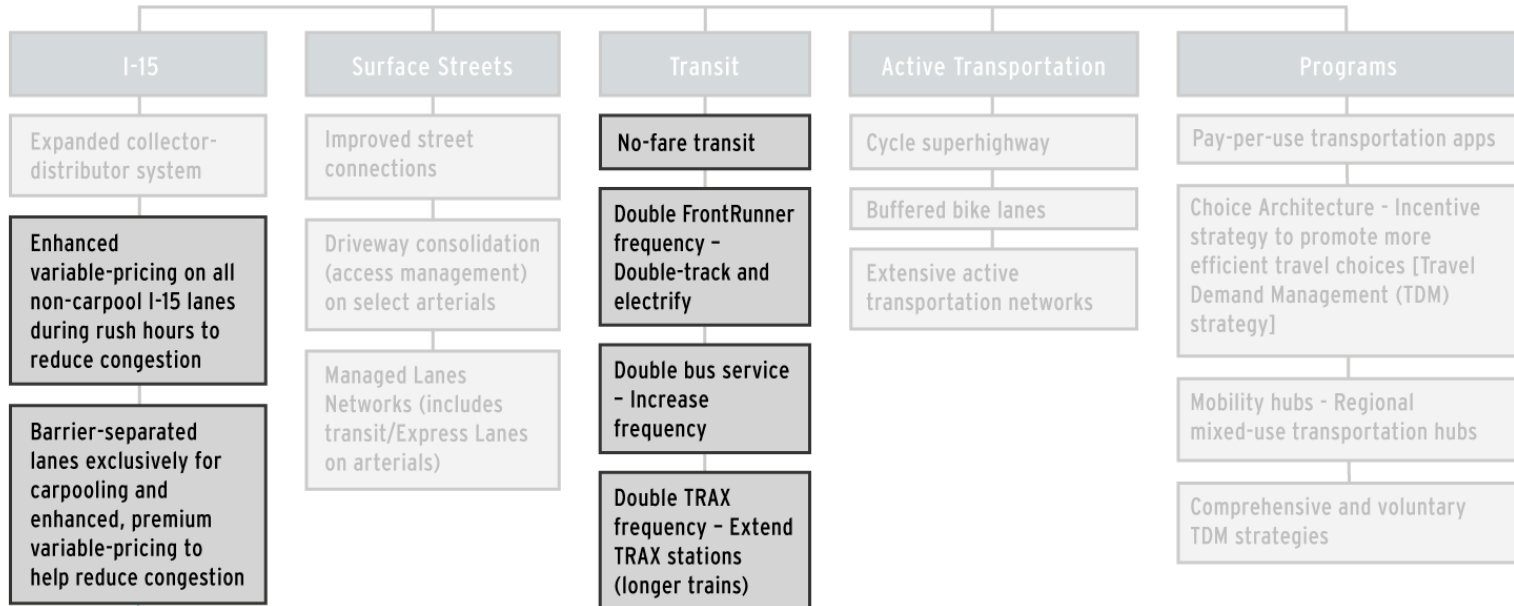 I-15
Expanded collector-
distributor system
Enhanced
variable-pricing on all
non-carpool I-15 lanes
during rush hours to
reduce congestion
Barrier-separated
lanes exclusively for
carpooling and
enhanced, premium
variable-pricing to
help reduce congestion
Surface Streets
Improved street
connections
Driveway consolidation
(access management)
on select arterials
Managed Lanes
Networks (includes
transit/Express Lanes
on arterials)
Transit
No-fare transit
Double FrontRunner
frequency –
Double-track and
electrify
Double bus service
– Increase
frequency
Double TRAX
frequency – Extend
TRAX stations
(longer trains)
Active Transportation
Cycle superhighway
Buffered bike lanes
Extensive active
transportation networks
Programs
Pay-per-use transportation apps
Choice Architecture - Incentive
strategy to promote more
efficient travel choices [Travel
Demand Management (TDM)
strategy]
Mobility hubs - Regional
mixed-use transportation hubs
Comprehensive and voluntary
TDM strategies